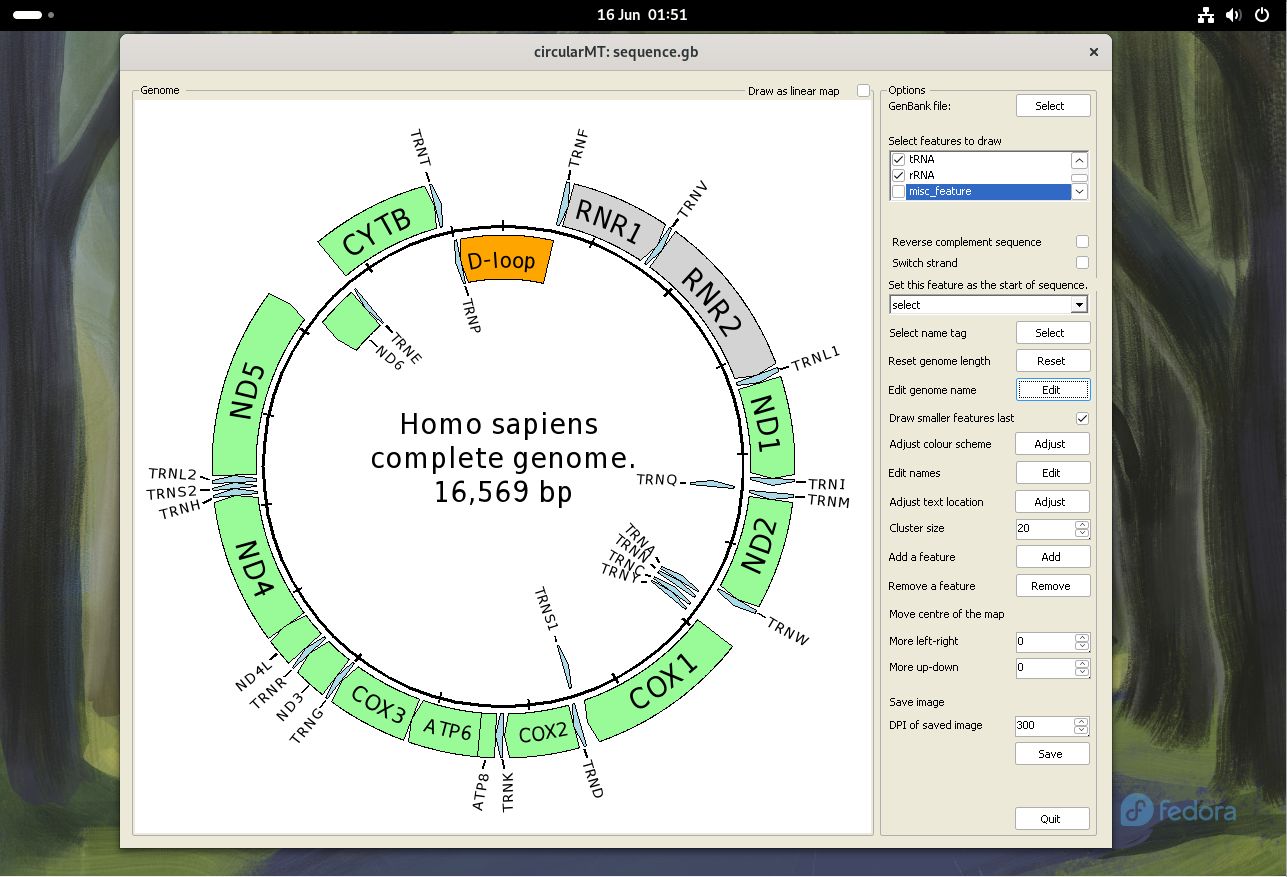 16 Jun 01:51
circularMT: sequence.gb
Genome
Draw as linear map
TRNT
TRNF
TRNV
CYTB
RNR1
D-loop
RNR2
TRNP
TRNE
ND6
TRNL1
ND5
ND1
Homo sapiens
complete genome.
16,569 bp
TRNL2
TRNS2
TRNH
TRNQ
TRNI
TRNM
ND4
ND2
TRNA
TRNN
TRNC
TRNY
TRNS1
TRNW
ND4L
TRNR
ND3
TRNG
COX3
ATP6
COX2
COX1
ATP8
TRNK
TRND
Options
GenBank file:
Select
Select features to draw
tRNA
rRNA
misc_feature
Reverse complement sequence
Switch strand
Set this feature as the start of sequence.
select
Select name tag
Select
Reset genome length
Reset
Edit genome name
Edit
Draw smaller features last
Adjust colour scheme
Adjust
Edit names
Edit
Adjust text location
Adjust
Cluster size
20
Add a feature
Add
Remove a feature
Remove
Move centre of the map
More left-right
0
More up-down
0
Save image
DPI of saved image
300
Save
Quit
fedora